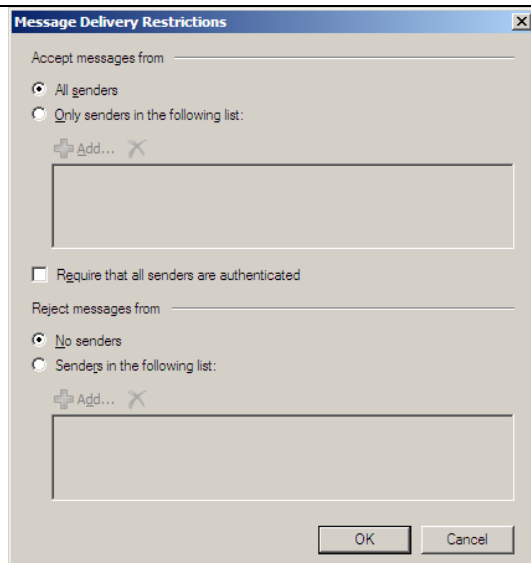 Message Delivery Restrictions
Accept messages from
All senders
Only senders in the following list:
Add...
Require that all senders are authenticated
Reject messages from
No senders
Senders in the following list:
Add...
OK Cancel